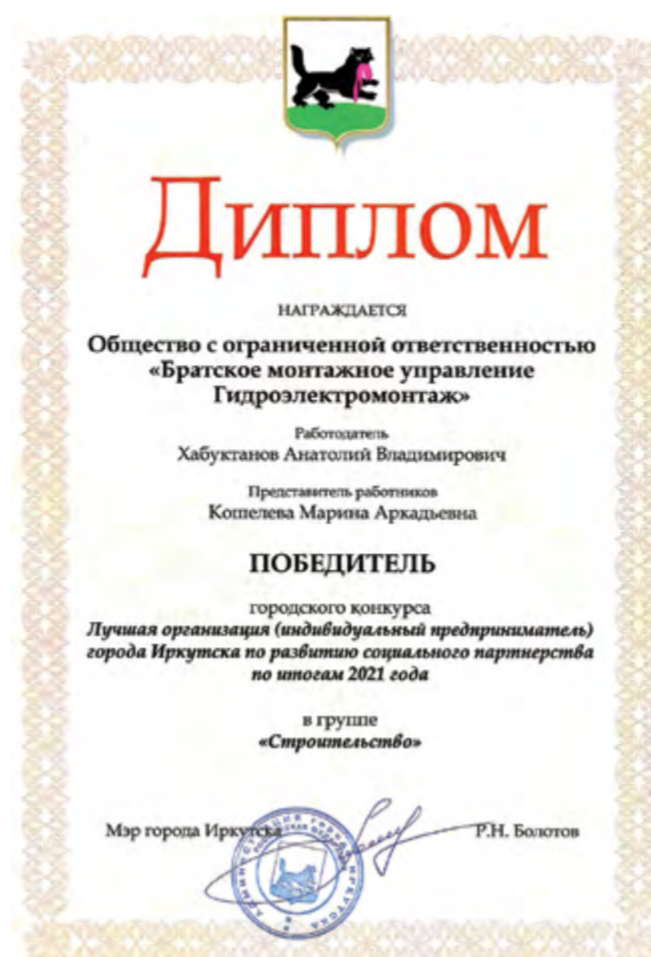 Диплом
НАГРАЖДАЕТСЯ
Общество с ограниченной ответственностью
«Братское монтажное управление
Гидроэлектромонтаж»
Работодатель
Хабуктанов Анатолий Владимирович
Представитель работников
Кошелева Марина Аркадьевна
ПОБЕДИТЕЛЬ
городского конкурса
Лучшая организация (индивидуальный предприниматель)
города Иркутска по развитию социального партнерства
по итогам 2021 года
в группе
«Строительство»
Мэр города Иркутска Р.Н. Болотов